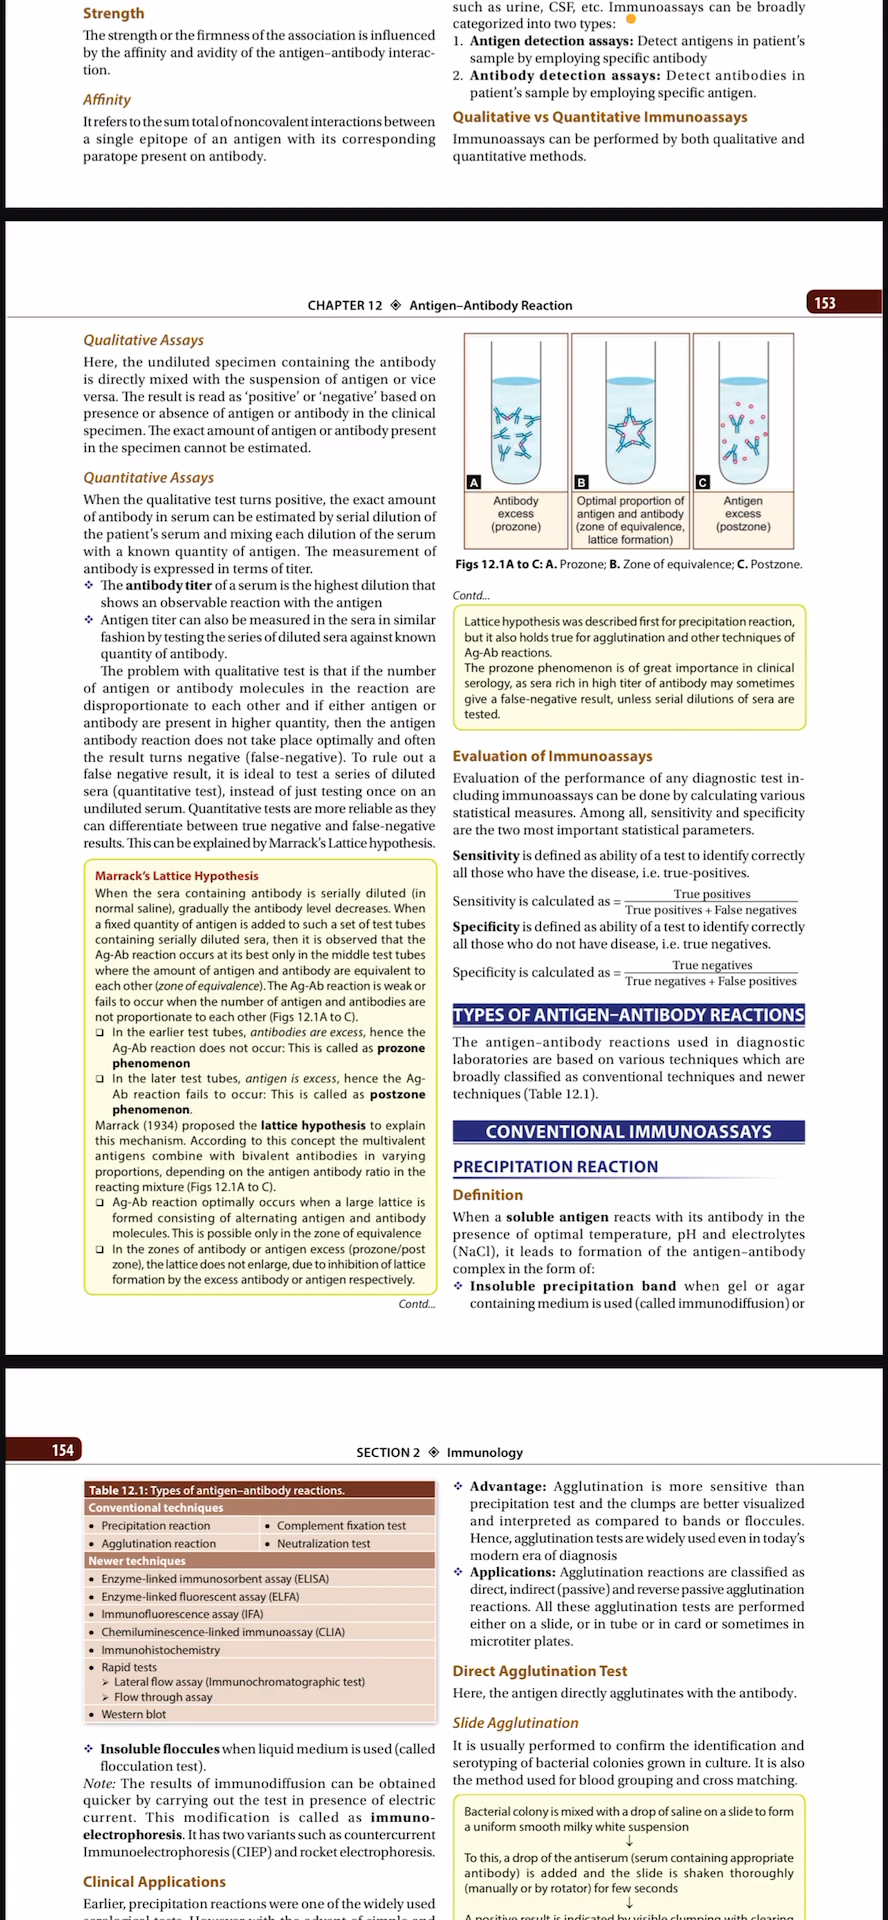 Strength
The strength or the firmness of the association is influenced
by the affinity and avidity of the antigen–antibody interac-
tion.
Affinity
It refers to the sum total of noncovalent interactions between
a single epitope of an antigen with its corresponding
paratope present on antibody.
such as urine, CSF, etc. Immunoassays can be broadly
categorized into two types:
1. Antigen detection assays: Detect antigens in patient’s
sample by employing specific antibody
2. Antibody detection assays: Detect antibodies in
patient’s sample by employing specific antigen.
Qualitative vs Quantitative Immunoassays
Immunoassays can be performed by both qualitative and
quantitative methods.
CHAPTER 12 ❖ Antigen–Antibody Reaction
153
Qualitative Assays
Here, the undiluted specimen containing the antibody
is directly mixed with the suspension of antigen or vice
versa. The result is read as ‘positive’ or ‘negative’ based on
presence or absence of antigen or antibody in the clinical
specimen. The exact amount of antigen or antibody present
in the specimen cannot be estimated.
Quantitative Assays
When the qualitative test turns positive, the exact amount
of antibody in serum can be estimated by serial dilution of
the patient’s serum and mixing each dilution of the serum
with a known quantity of antigen. The measurement of
antibody is expressed in terms of titer.
❖ The antibody titer of a serum is the highest dilution that
shows an observable reaction with the antigen
❖ Antigen titer can also be measured in the sera in similar
fashion by testing the series of diluted sera against known
quantity of antibody.
The problem with qualitative test is that if the number
of antigen or antibody molecules in the reaction are
disproportionate to each other and if either antigen or
antibody are present in higher quantity, then the antigen
antibody reaction does not take place optimally and often
the result turns negative (false-negative). To rule out a
false negative result, it is ideal to test a series of diluted
sera (quantitative test), instead of just testing once on an
undiluted serum. Quantitative tests are more reliable as they
can differentiate between true negative and false-negative
results. This can be explained by Marrack’s Lattice hypothesis.
Marrack’s Lattice Hypothesis
When the sera containing antibody is serially diluted (in
normal saline), gradually the antibody level decreases. When
a fixed quantity of antigen is added to such a set of test tubes
containing serially diluted sera, then it is observed that the
Ag-Ab reaction occurs at its best only in the middle test tubes
where the amount of antigen and antibody are equivalent to
each other (zone of equivalence). The Ag-Ab reaction is weak or
fails to occur when the number of antigen and antibodies are
not proportionate to each other (Figs 12.1A to C).
❑ In the earlier test tubes, antibodies are excess, hence the
Ag-Ab reaction does not occur: This is called as prozone
phenomenon
❑ In the later test tubes, antigen is excess, hence the Ag-
Ab reaction fails to occur: This is called as postzone
phenomenon.
Marrack (1934) proposed the lattice hypothesis to explain
this mechanism. According to this concept the multivalent
antigens combine with bivalent antibodies in varying
proportions, depending on the antigen antibody ratio in the
reacting mixture (Figs 12.1A to C).
❑ Ag-Ab reaction optimally occurs when a large lattice is
formed consisting of alternating antigen and antibody
molecules. This is possible only in the zone of equivalence
❑ In the zones of antibody or antigen excess (prozone/post
zone), the lattice does not enlarge, due to inhibition of lattice
formation by the excess antibody or antigen respectively.
Contd...
A
B
C
Antibody
excess
(prozone)
Optimal proportion of
antigen and antibody
(zone of equivalence,
lattice formation)
Antigen
excess
(postzone)
Figs 12.1A to C: A. Prozone; B. Zone of equivalence; C. Postzone.
Contd...
Lattice hypothesis was described first for precipitation reaction,
but it also holds true for agglutination and other techniques of
Ag-Ab reactions.
The prozone phenomenon is of great importance in clinical
serology, as sera rich in high titer of antibody may sometimes
give a false-negative result, unless serial dilutions of sera are
tested.
Evaluation of Immunoassays
Evaluation of the performance of any diagnostic test in-
cluding immunoassays can be done by calculating various
statistical measures. Among all, sensitivity and specificity
are the two most important statistical parameters.
Sensitivity is defined as ability of a test to identify correctly
all those who have the disease, i.e. true-positives.
Sensitivity is calculated as = True positives
True positives + False negatives
Specificity is defined as ability of a test to identify correctly
all those who do not have disease, i.e. true negatives.
Specificity is calculated as = True negatives
True negatives + False positives
TYPES OF ANTIGEN–ANTIBODY REACTIONS
The antigen–antibody reactions used in diagnostic
laboratories are based on various techniques which are
broadly classified as conventional techniques and newer
techniques (Table 12.1).
CONVENTIONAL IMMUNOASSAYS
PRECIPITATION REACTION
Definition
When a soluble antigen reacts with its antibody in the
presence of optimal temperature, pH and electrolytes
(NaCl), it leads to formation of the antigen–antibody
complex in the form of:
❖ Insoluble precipitation band when gel or agar
containing medium is used (called immunodiffusion) or
154
SECTION 2 ❖ Immunology
Table 12.1: Types of antigen–antibody reactions.
Conventional techniques
• Precipitation reaction • Complement fixation test
• Agglutination reaction • Neutralization test
Newer techniques
• Enzyme-linked immunosorbent assay (ELISA)
• Enzyme-linked fluorescent assay (ELFA)
• Immunofluorescence assay (IFA)
• Chemiluminescence-linked immunoassay (CLIA)
• Immunohistochemistry
• Rapid tests
➢ Lateral flow assay (Immunochromatographic test)
➢ Flow through assay
• Western blot
❖ Insoluble floccules when liquid medium is used (called
flocculation test).
Note: The results of immunodiffusion can be obtained
quicker by carrying out the test in presence of electric
current. This modification is called as immuno-
electrophoresis. It has two variants such as countercurrent
Immunoelectrophoresis (CIEP) and rocket electrophoresis.
Clinical Applications
Earlier, precipitation reactions were one of the widely used
❖ Advantage: Agglutination is more sensitive than
precipitation test and the clumps are better visualized
and interpreted as compared to bands or floccules.
Hence, agglutination tests are widely used even in today’s
modern era of diagnosis
❖ Applications: Agglutination reactions are classified as
direct, indirect (passive) and reverse passive agglutination
reactions. All these agglutination tests are performed
either on a slide, or in tube or in card or sometimes in
microtiter plates.
Direct Agglutination Test
Here, the antigen directly agglutinates with the antibody.
Slide Agglutination
It is usually performed to confirm the identification and
serotyping of bacterial colonies grown in culture. It is also
the method used for blood grouping and cross matching.
Bacterial colony is mixed with a drop of saline on a slide to form
a uniform smooth milky white suspension
↓
To this, a drop of the antiserum (serum containing appropriate
antibody) is added and the slide is shaken thoroughly
(manually or by rotator) for few seconds
↓
A positive result is indicated by visible clumping with clearing